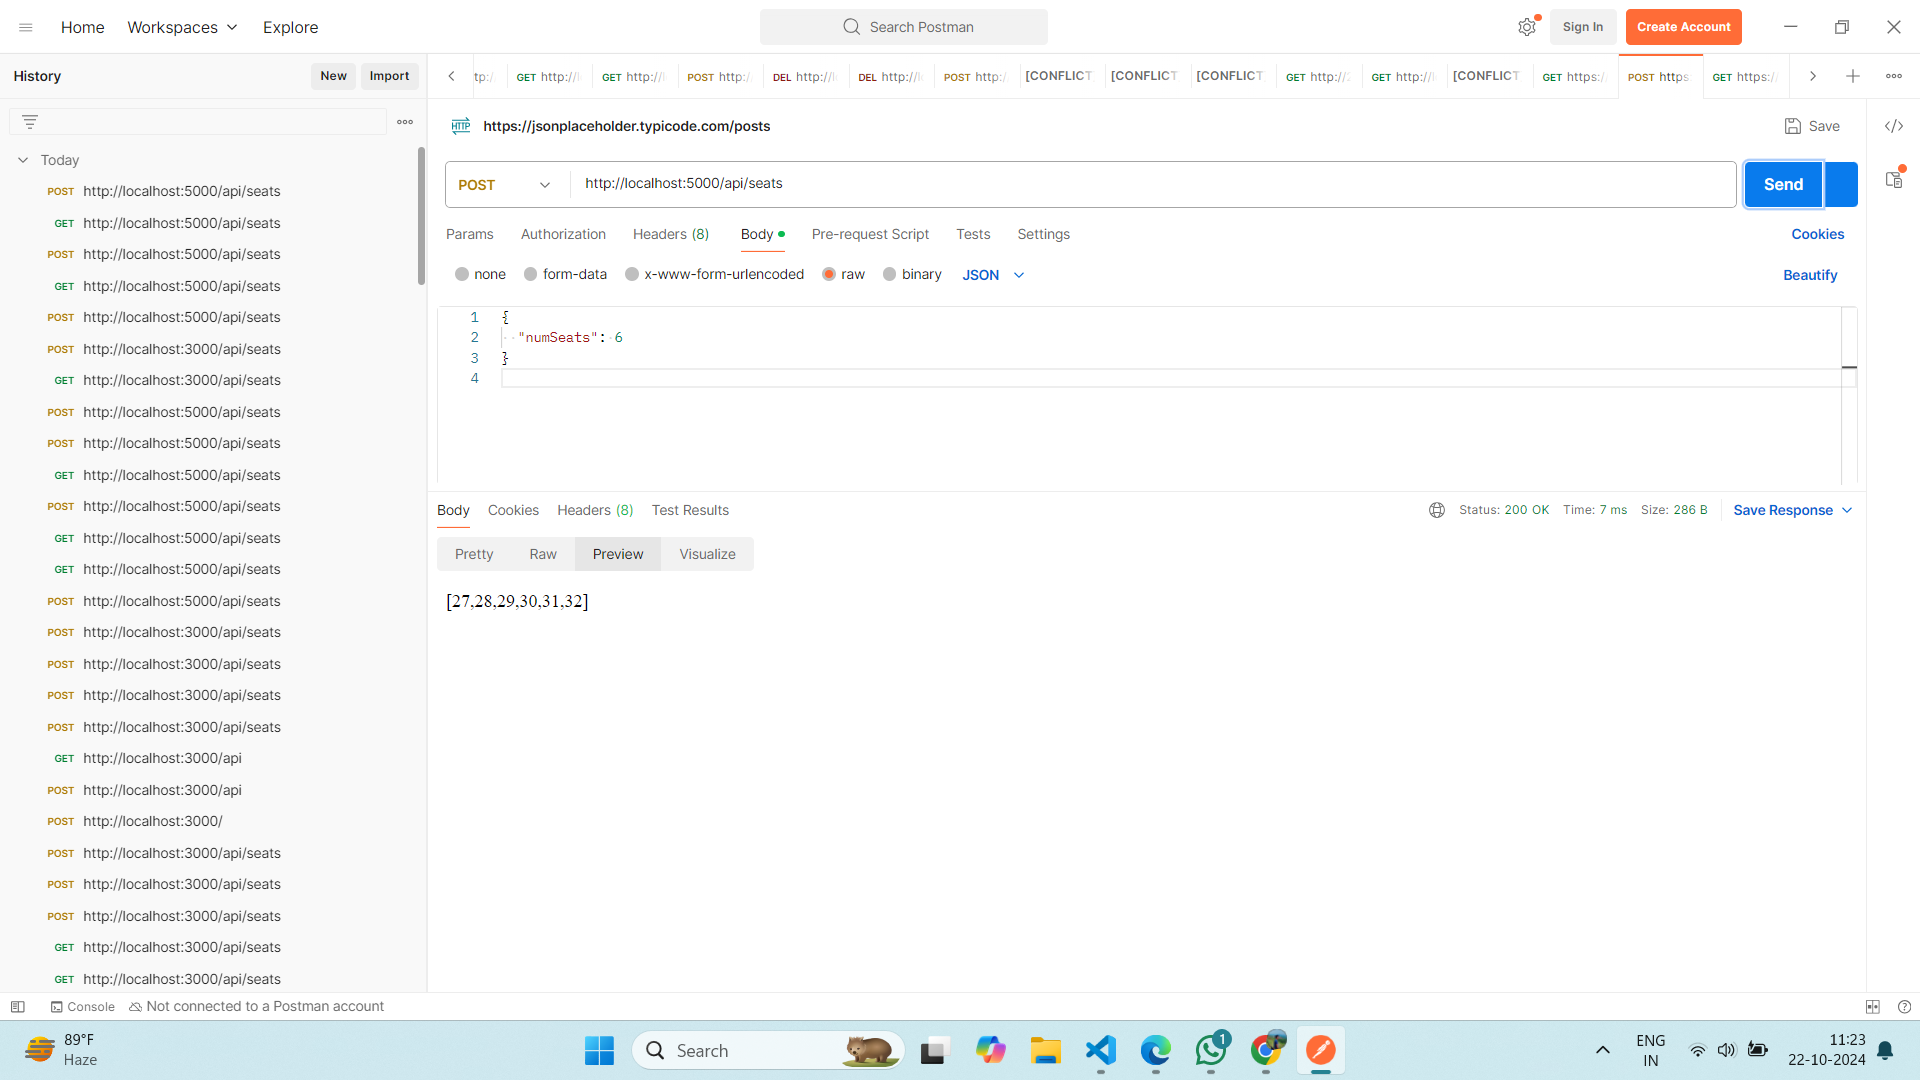 Home Workspaces Explore
Search Postman
Sign In Create Account
History New Import
tp:/ GET http://l GET http://l POST http:/ DEL http://l DEL http://l POST http:/ [CONFLICT [CONFLICT [CONFLICT GET http:// GET http://l [CONFLICT GET https:/ POST https: GET https:/
HTTP https://jsonplaceholder.typicode.com/posts
Save </>
Today
POST http://localhost:5000/api/seats
GET http://localhost:5000/api/seats
POST http://localhost:5000/api/seats
GET http://localhost:5000/api/seats
POST http://localhost:5000/api/seats
POST http://localhost:3000/api/seats
GET http://localhost:3000/api/seats
POST http://localhost:5000/api/seats
POST http://localhost:5000/api/seats
GET http://localhost:5000/api/seats
POST http://localhost:5000/api/seats
GET http://localhost:5000/api/seats
GET http://localhost:5000/api/seats
POST http://localhost:5000/api/seats
POST http://localhost:3000/api/seats
POST http://localhost:3000/api/seats
POST http://localhost:3000/api/seats
POST http://localhost:3000/api/seats
GET http://localhost:3000/api
POST http://localhost:3000/api
POST http://localhost:3000/
POST http://localhost:3000/api/seats
POST http://localhost:3000/api/seats
POST http://localhost:3000/api/seats
GET http://localhost:3000/api/seats
GET http://localhost:3000/api/seats
POST http://localhost:5000/api/seats Send
Params Authorization Headers (8) Body Pre-request Script Tests Settings Cookies
none form-data x-www-form-urlencoded raw binary JSON Beautify
1 {
2 "numSeats": 6
3 }
4
Body Cookies Headers (8) Test Results Status: 200 OK Time: 7 ms Size: 286 B Save Response
Pretty Raw Preview Visualize
[27,28,29,30,31,32]
Console Not connected to a Postman account
89°F
Haze
Search
1
ENG
IN
11:23
22-10-2024